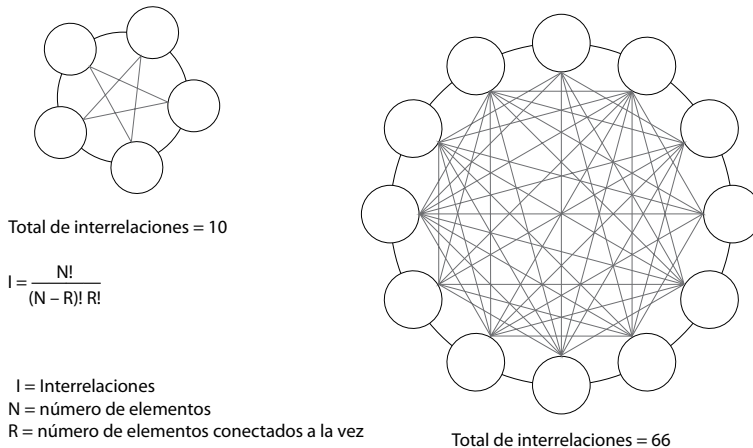 Total de interrelaciones = 10
I = N!
(N – R)! R!
I = Interrelaciones
N = número de elementos
R = número de elementos conectados a la vez
Total de interrelaciones = 66